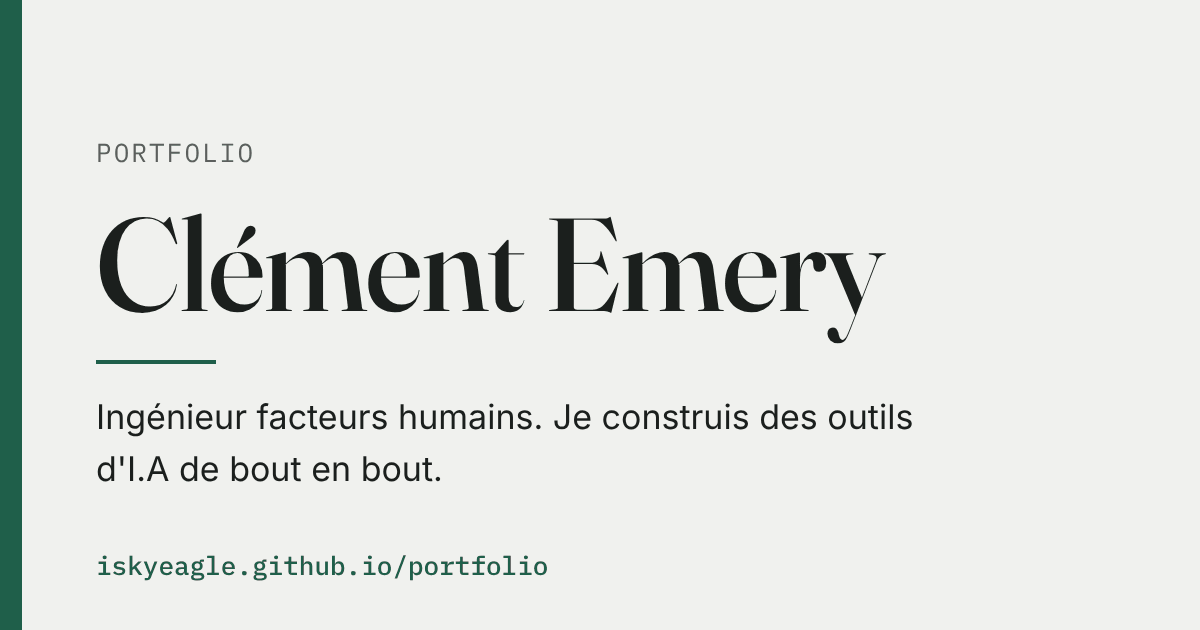 PORTFOLIO
Clément Emery
Ingénieur facteurs humains. Je construis des outils
d'I.A de bout en bout.
iskyeagle.github.io/portfolio